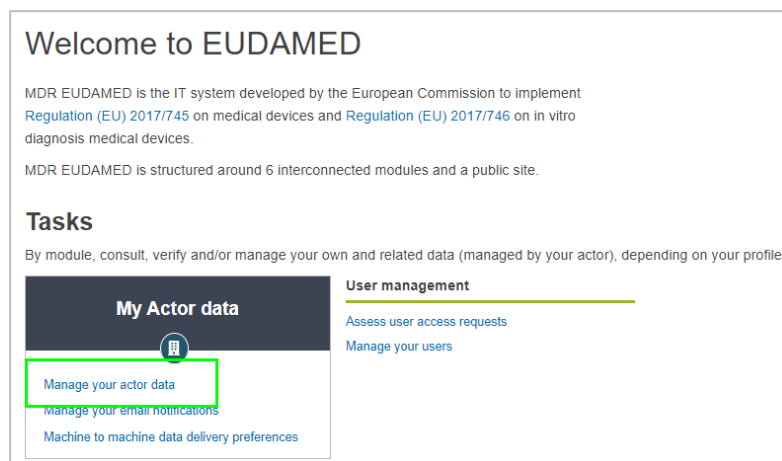 Welcome to EUDAMED
MDR EUDAMED is the IT system developed by the European Commission to implement
Regulation (EU) 2017/745 on medical devices and Regulation (EU) 2017/746 on in vitro
diagnosis medical devices.
MDR EUDAMED is structured around 6 interconnected modules and a public site.
Tasks
By module, consult, verify and/or manage your own and related data (managed by your actor), depending on your profile
My Actor data
Manage your actor data
Manage your email notifications
Machine to machine data delivery preferences
User management
Assess user access requests
Manage your users